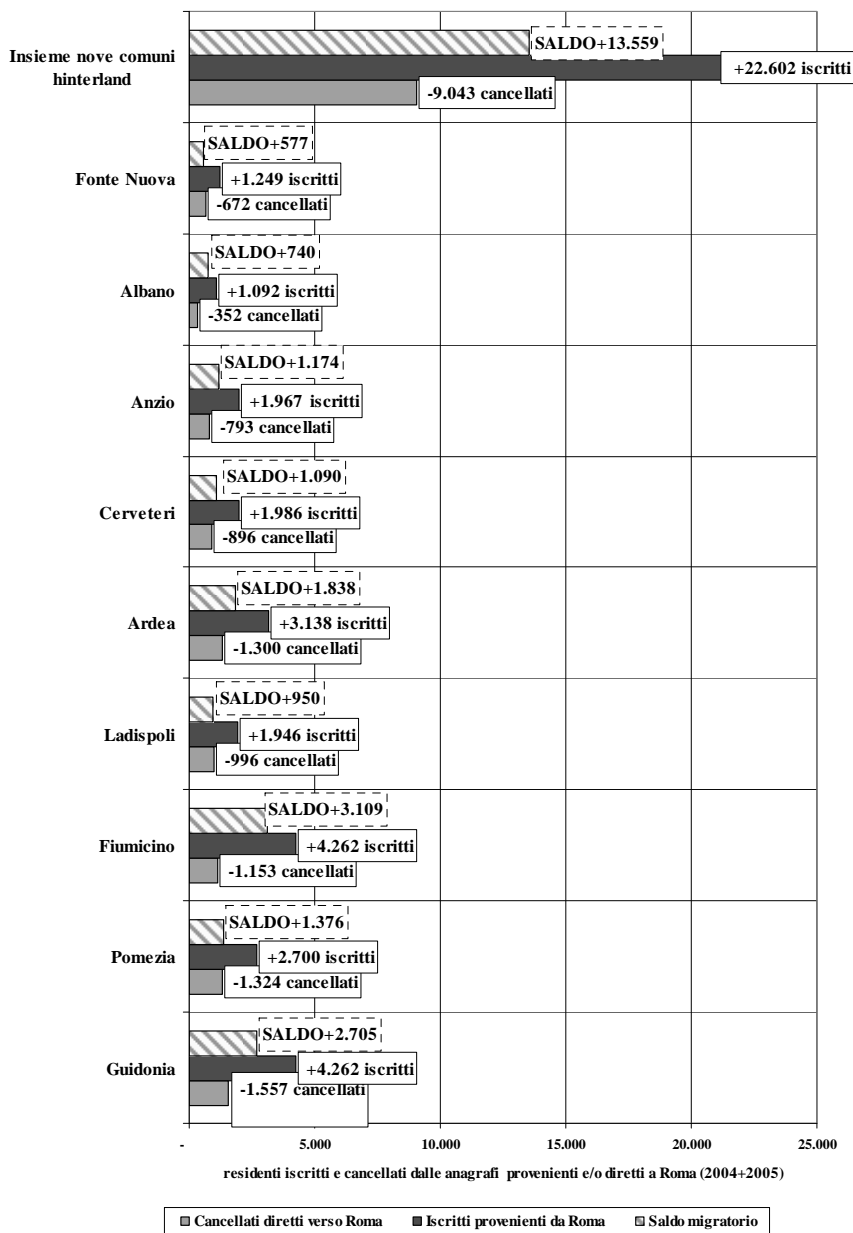 SALDO+13.559
Insieme nove comuni
hinterland
+22.602 iscritti
-9.043 cancellati
SALDO+577
Fonte Nuova
+1.249 iscritti
-672 cancellati
SALDO+740
Albano
+1.092 iscritti
-352 cancellati
SALDO+1.174
Anzio
+1.967 iscritti
-793 cancellati
SALDO+1.090
Cerveteri
+1.986 iscritti
-896 cancellati
SALDO+1.838
Ardea
+3.138 iscritti
-1.300 cancellati
SALDO+950
Ladispoli
+1.946 iscritti
-996 cancellati
SALDO+3.109
Fiumicino
+4.262 iscritti
-1.153 cancellati
SALDO+1.376
Pomezia
+2.700 iscritti
-1.324 cancellati
SALDO+2.705
Guidonia
+4.262 iscritti
-1.557 cancellati
- 5.000 10.000 15.000 20.000 25.000
residenti iscritti e cancellati dalle anagrafi provenienti e/o diretti a Roma (2004+2005)
Cancellati diretti verso Roma Iscritti provenienti da Roma Saldo migratorio